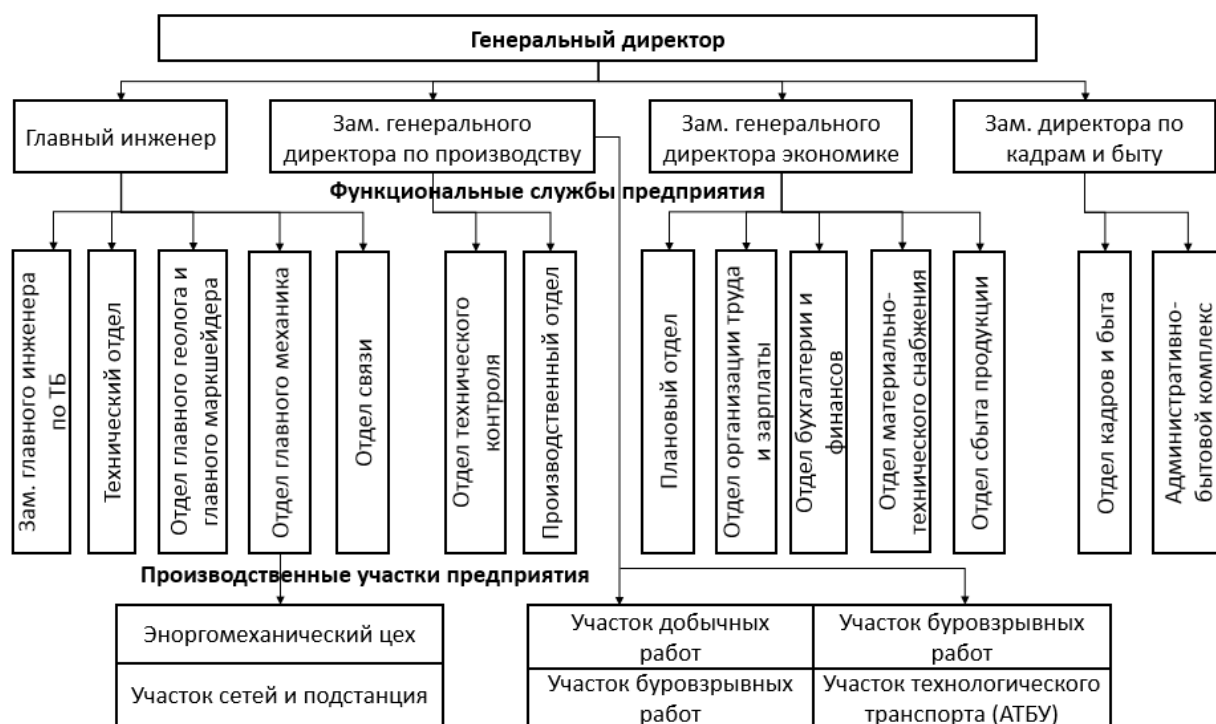 Генеральный директор
Главный инженер
Зам. генерального
директора по производству
Зам. генерального
директора экономике
Зам. директора по
кадрам и быту
Функциональные службы предприятия
Зам. главного инженера
по ТБ
Технический отдел
Отдел главного геолога и
главного маркшейдера
Отдел главного механика
Отдел связи
Отдел технического
контроля
Производственный отдел
Плановый отдел
Отдел организации труда
и зарплаты
Отдел бухгалтерии и
финансов
Отдел материально-
технического снабжения
Отдел сбыта продукции
Отдел кадров и быта
Административно-
бытовой комплекс
Производственные участки предприятия
Эноргомеханический цех
Участок сетей и подстанция
Участок добычных
работ
Участок буровзрывных
работ
Участок буровзрывных
работ
Участок технологического
транспорта (АТБУ)